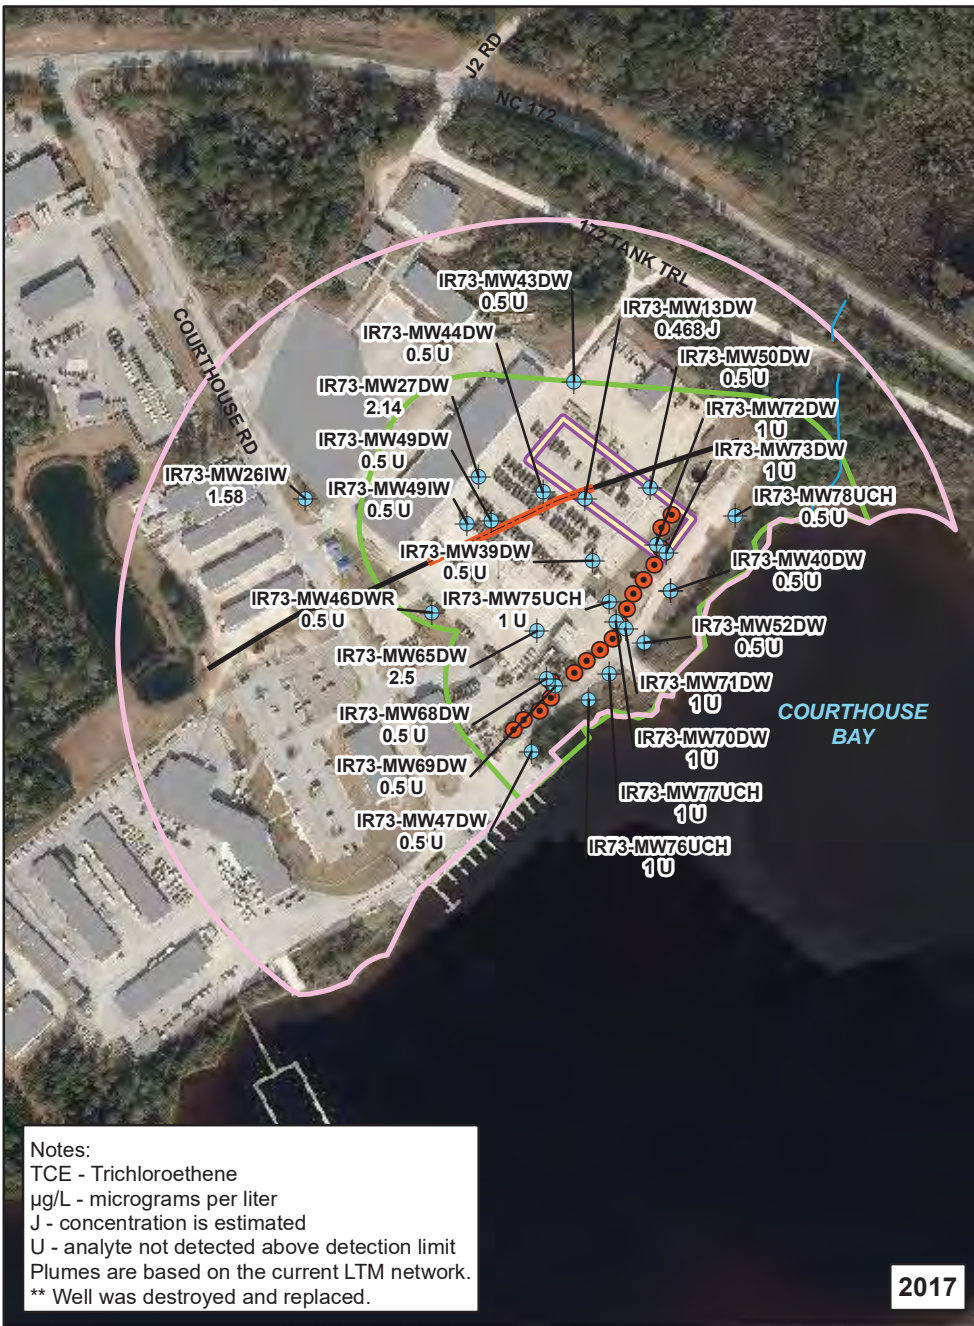 J2 RD
NC 172
172 TANK TRL
COURTHOUSE RD
IR73-MW43DW
0.5 U
IR73-MW13DW
0.468 J
IR73-MW44DW
0.5 U
IR73-MW50DW
0.5 U
IR73-MW27DW
2.14
IR73-MW72DW
1 U
IR73-MW49DW
0.5 U
IR73-MW73DW
1 U
IR73-MW26IW
1.58
IR73-MW49IW
0.5 U
IR73-MW78UCH
0.5 U
IR73-MW39DW
0.5 U
IR73-MW40DW
0.5 U
IR73-MW46DWR
0.5 U
IR73-MW75UCH
1 U
IR73-MW52DW
0.5 U
IR73-MW65DW
2.5
IR73-MW71DW
1 U
IR73-MW68DW
0.5 U
COURTHOUSE
BAY
IR73-MW70DW
1 U
IR73-MW69DW
0.5 U
IR73-MW77UCH
1 U
IR73-MW47DW
0.5 U
IR73-MW76UCH
1 U
Notes:
TCE - Trichloroethene
µg/L - micrograms per liter
J - concentration is estimated
U - analyte not detected above detection limit
Plumes are based on the current LTM network.
** Well was destroyed and replaced.
2017